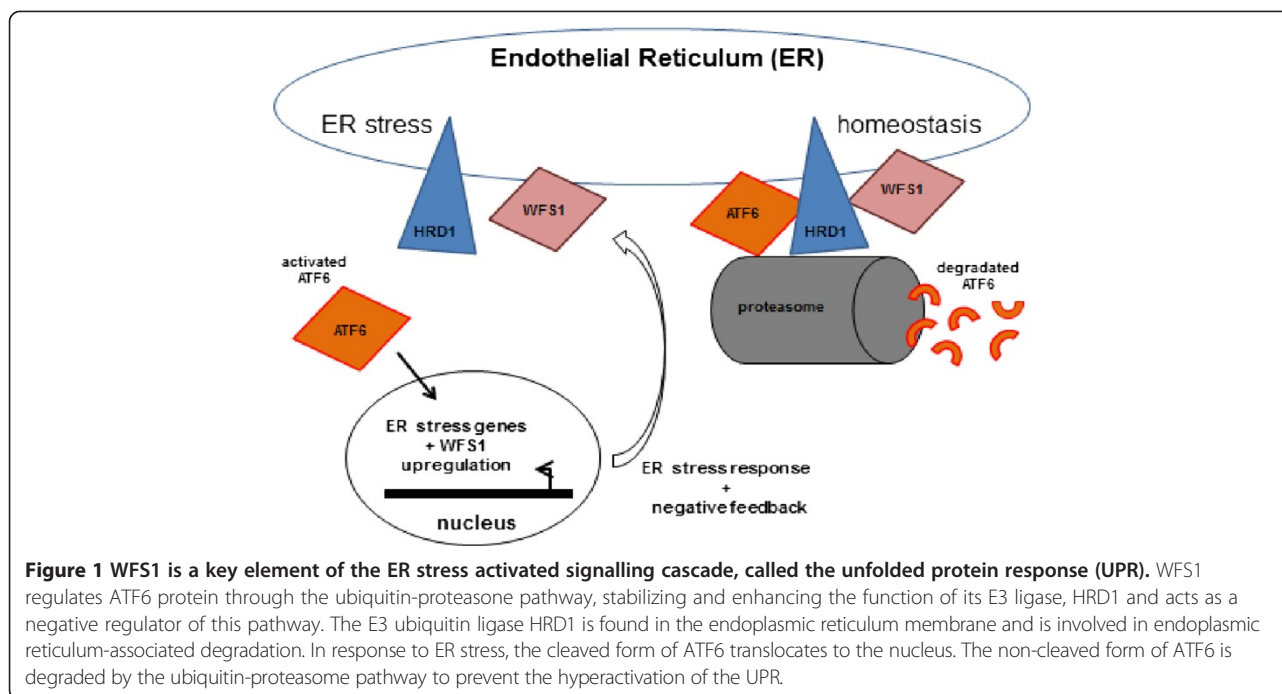 Endothelial Reticulum (ER)
ER stress
homeostasis
HRD1
WFS1
ATF6
HRD1
WFS1
activated
ATF6
ATF6
proteasome
degradated
ATF6
ER stress genes
+ WFS1
upregulation
nucleus
ER stress response
+
negative feedback
Figure 1 WFS1 is a key element of the ER stress activated signalling cascade, called the unfolded protein response (UPR). WFS1
regulates ATF6 protein through the ubiquitin-proteasone pathway, stabilizing and enhancing the function of its E3 ligase, HRD1 and acts as a
negative regulator of this pathway. The E3 ubiquitin ligase HRD1 is found in the endoplasmic reticulum membrane and is involved in endoplasmic
reticulum-associated degradation. In response to ER stress, the cleaved form of ATF6 translocates to the nucleus. The non-cleaved form of ATF6 is
degraded by the ubiquitin-proteasome pathway to prevent the hyperactivation of the UPR.